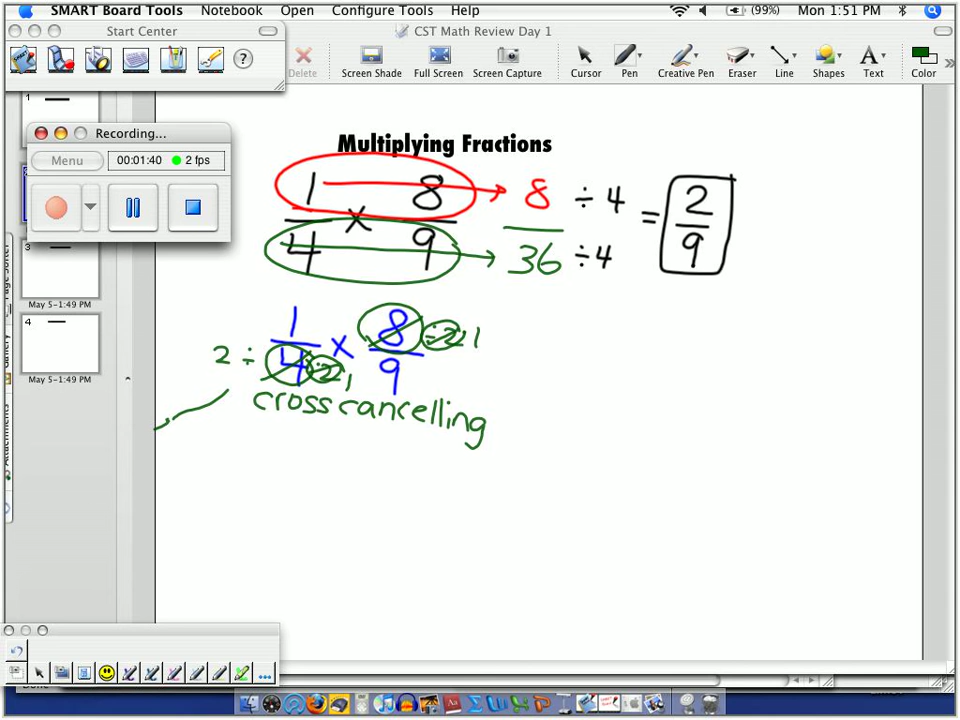 SMART Board Tools Notebook Open Configure Tools Help (99%) Mon 1:51 PM
Start Center
CST Math Review Day 1
Delete Screen Shade Full Screen Screen Capture Cursor Pen Creative Pen Eraser Line Shapes Text Color
1
Recording...
Menu 00:01:40 2 fps
3
May 5-1:49 PM
4
May 5-1:49 PM
Attachments
Multiplying Fractions
1 8 → 8 ÷ 4 2
— × — — = —
4 9 → 36 ÷ 4 9
1 8 ÷ 2 1
2 ÷ — × —
4 ÷ 2 1 9
cross cancelling